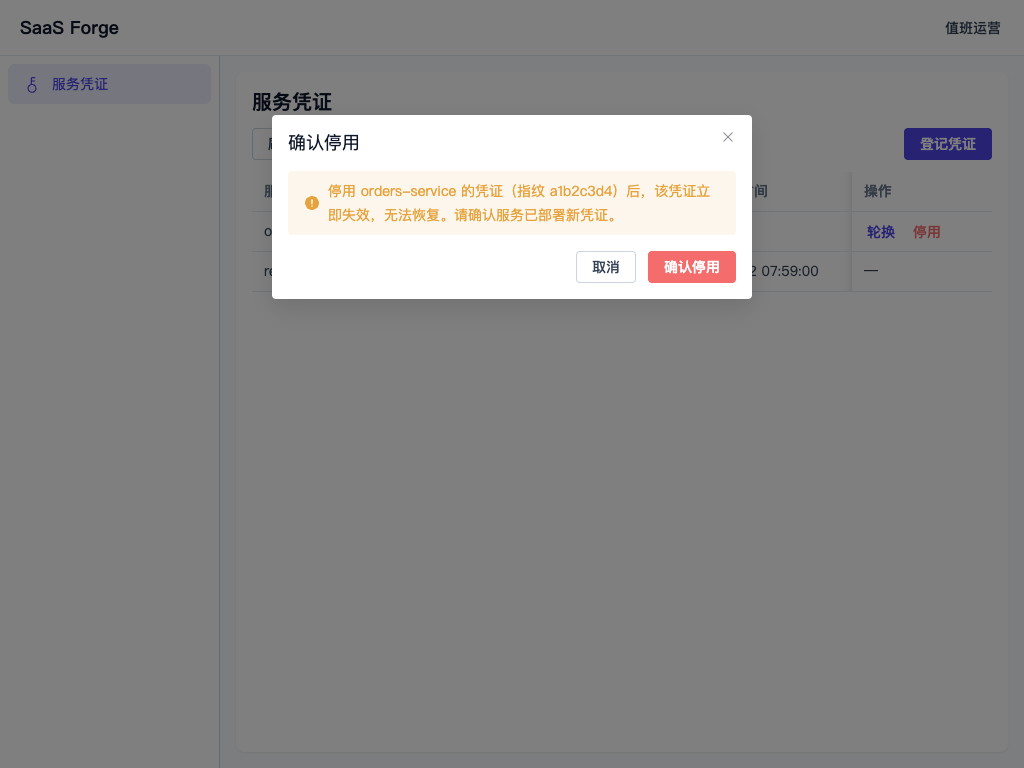 SaaS Forge
值班运营
服务凭证
服务凭证
登记凭证
操作
轮换 停用
2 07:59:00 —
确认停用
停用 orders-service 的凭证（指纹 a1b2c3d4）后，该凭证立
即失效，无法恢复。请确认服务已部署新凭证。
取消 确认停用